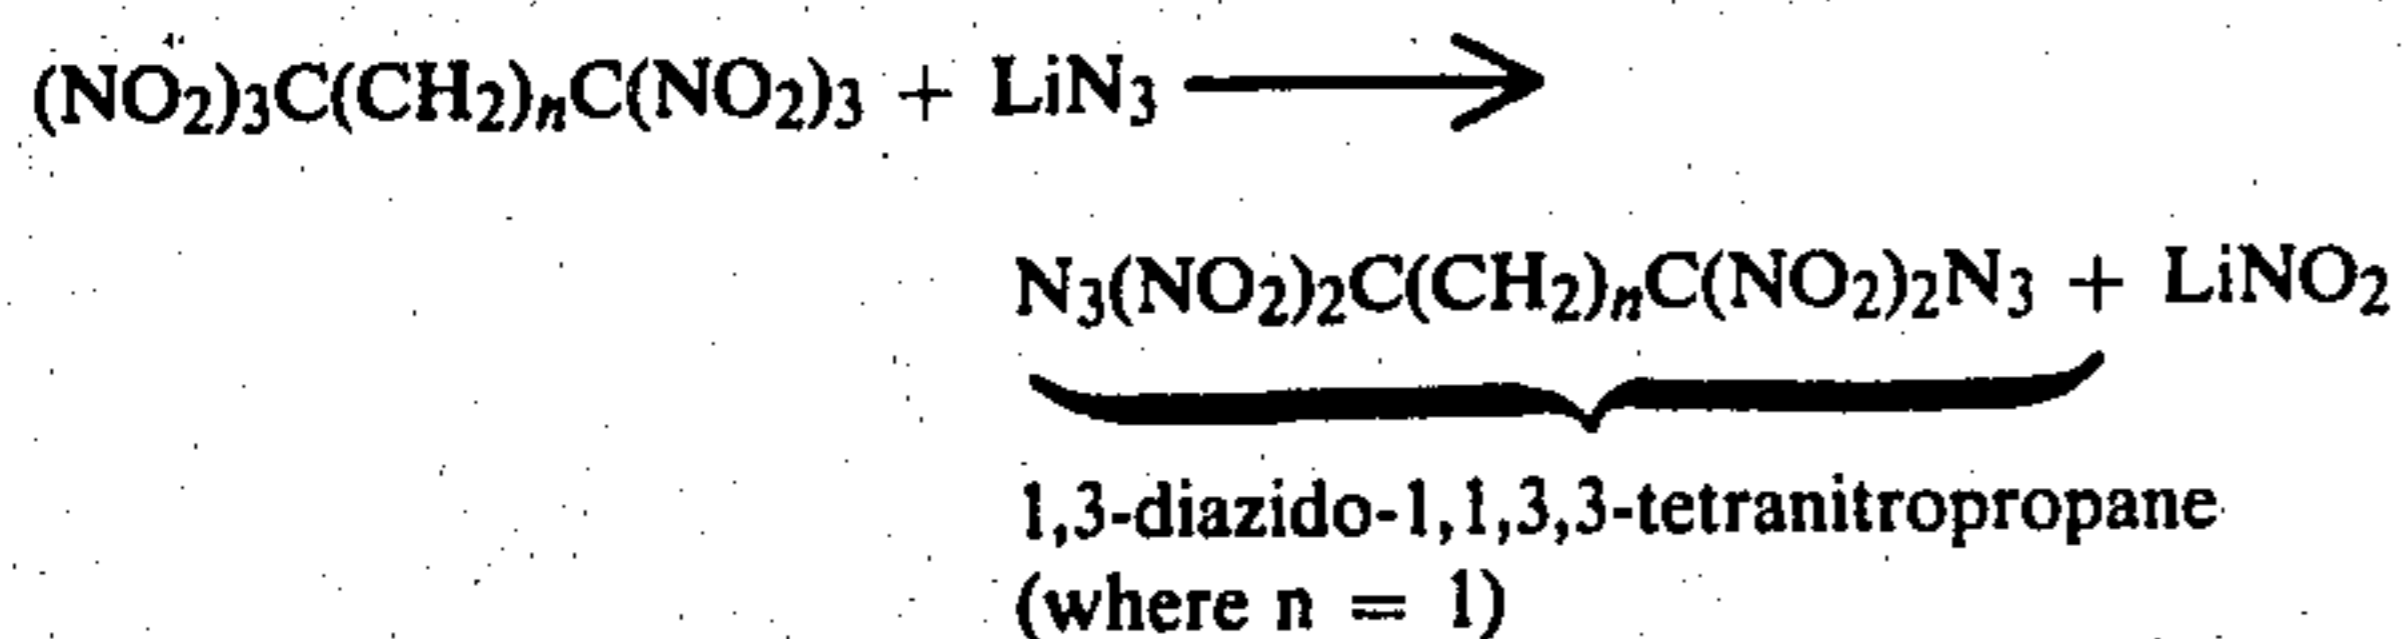 (NO2)3C(CH2)nC(NO2)3 + LiN3 ⟶
N3(NO2)2C(CH2)nC(NO2)2N3 + LiNO2
1,3-diazido-1,1,3,3-tetranitropropane
(where n = 1)